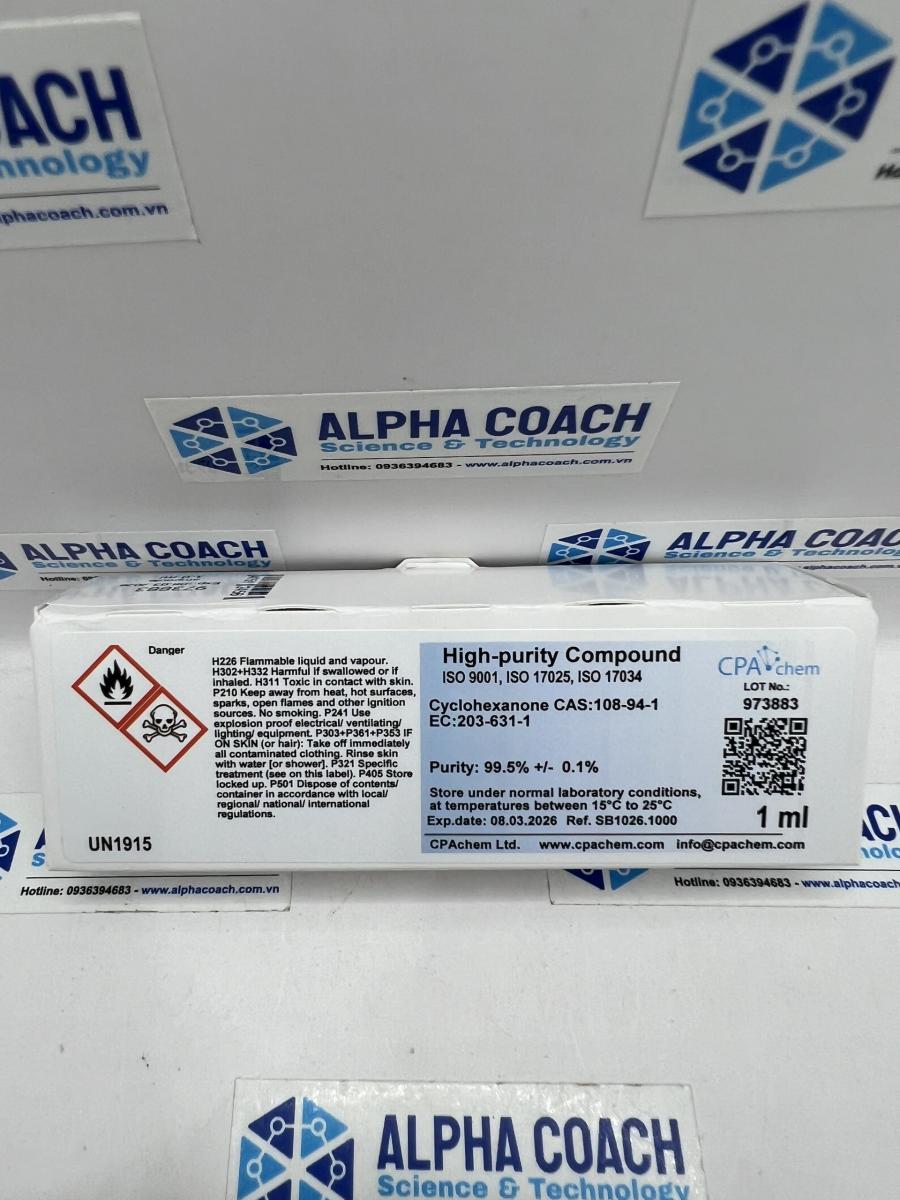 ACH
Technology
alphacoach.com.vn
ALPHA COACH
Science & Technology
Hotline: 0936394683 - www.alphacoach.com.vn
ALPHA COACH
Science & Technology
ALPHA COACH
Science & Technology
973883
Danger
H226 Flammable liquid and vapour.
H302+H332 Harmful if swallowed or if
inhaled. H311 Toxic in contact with skin.
P210 Keep away from heat, hot surfaces,
sparks, open flames and other ignition
sources. No smoking. P241 Use
explosion proof electrical/ ventilating/
lighting/ equipment. P303+P361+P353 IF
ON SKIN (or hair): Take off immediately
all contaminated clothing. Rinse skin
with water [or shower]. P321 Specific
treatment (see on this label). P405 Store
locked up. P501 Dispose of contents/
container in accordance with local/
regional/ national/ international
regulations.
UN1915
High-purity Compound
ISO 9001, ISO 17025, ISO 17034
Cyclohexanone CAS:108-94-1
EC:203-631-1
Purity: 99.5% +/- 0.1%
Store under normal laboratory conditions,
at temperatures between 15°C to 25°C
Exp.date: 08.03.2026 Ref. SB1026.1000
CPAchem Ltd. www.cpachem.com info@cpachem.com
CPAchem
LOT No.:
973883
1 ml
Hotline: 0936394683 - www.alphacoach.com.vn
Hotline: 0936394683 - www.alphacoach
ALPHA COACH
Science & Technology